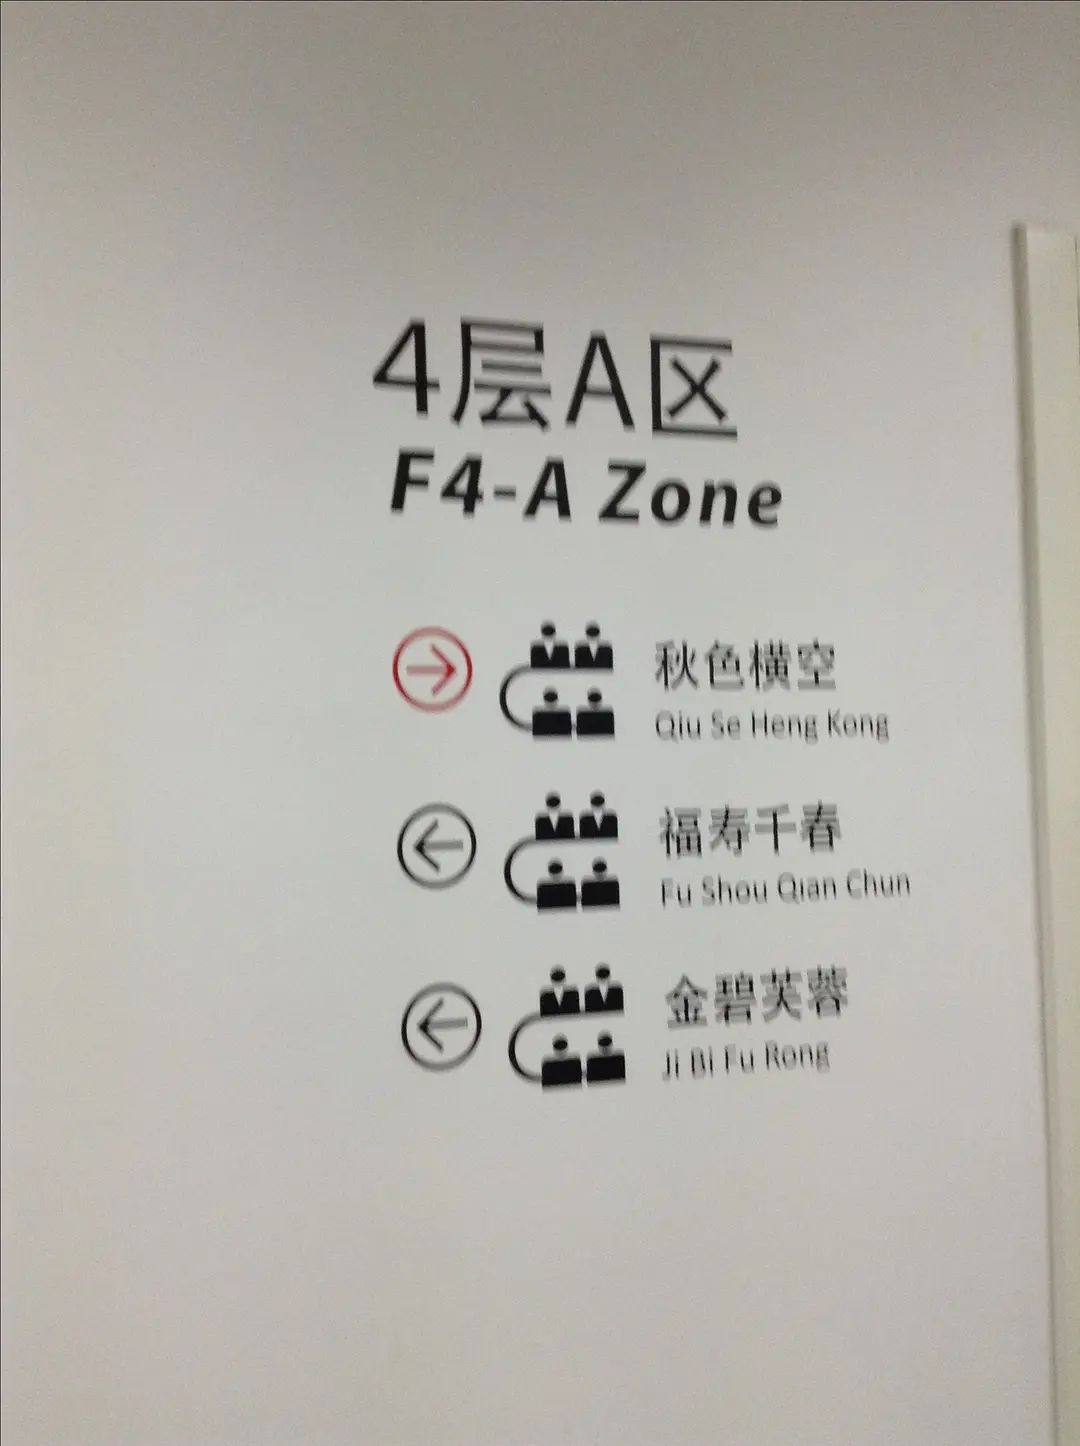 4层A区
F4-A Zone
秋色横空
Qiu Se Heng Kong
福寿千春
Fu Shou Qian Chun
金碧芙蓉
Ji Bi Fu Rong